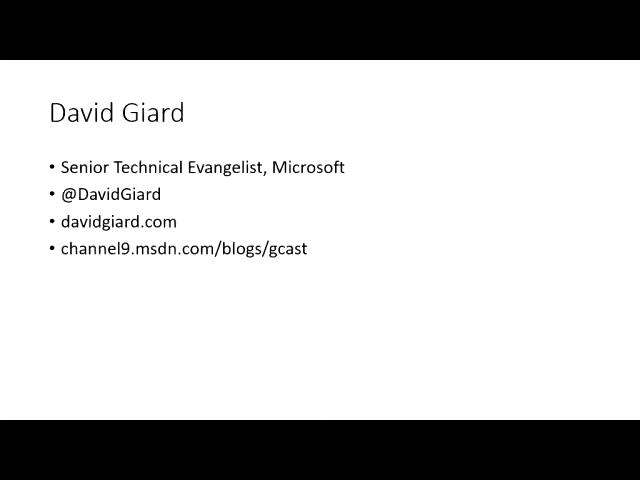 David Giard
• Senior Technical Evangelist, Microsoft
• @DavidGiard
• davidgiard.com
• channel9.msdn.com/blogs/gcast